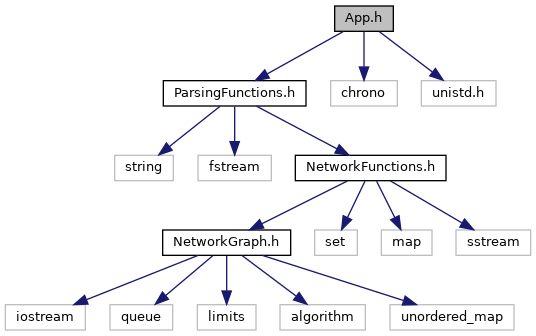 App.h
ParsingFunctions.h
chrono
unistd.h
string
fstream
NetworkFunctions.h
NetworkGraph.h
set
map
sstream
iostream
queue
limits
algorithm
unordered_map